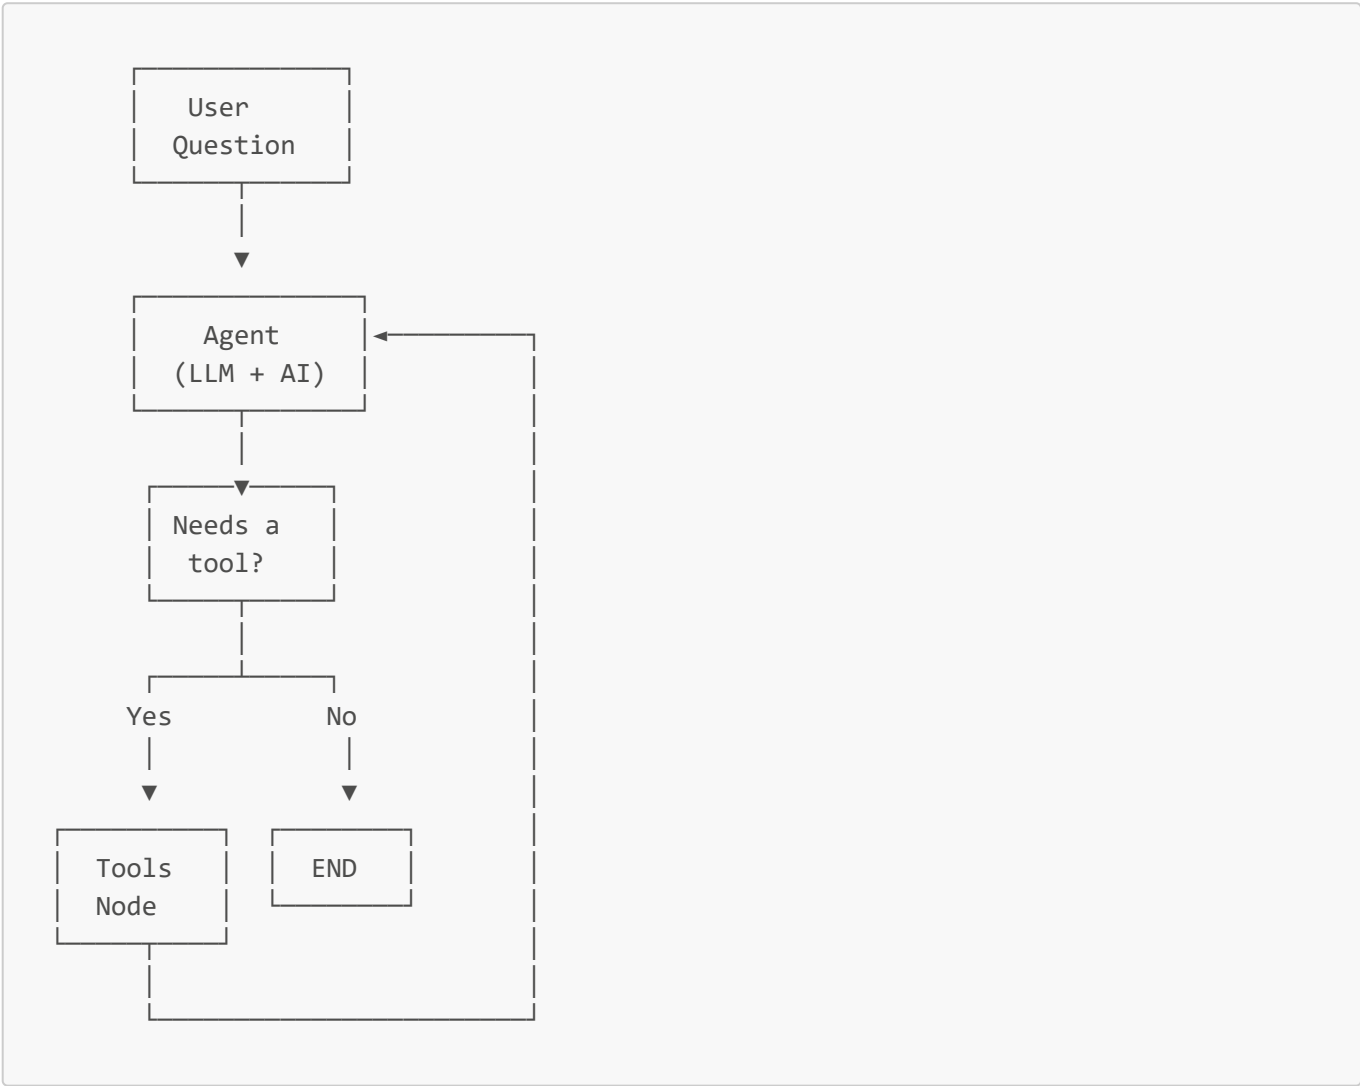 User
Question
Agent
(LLM + AI)
Needs a
tool?
Yes No
Tools END
Node